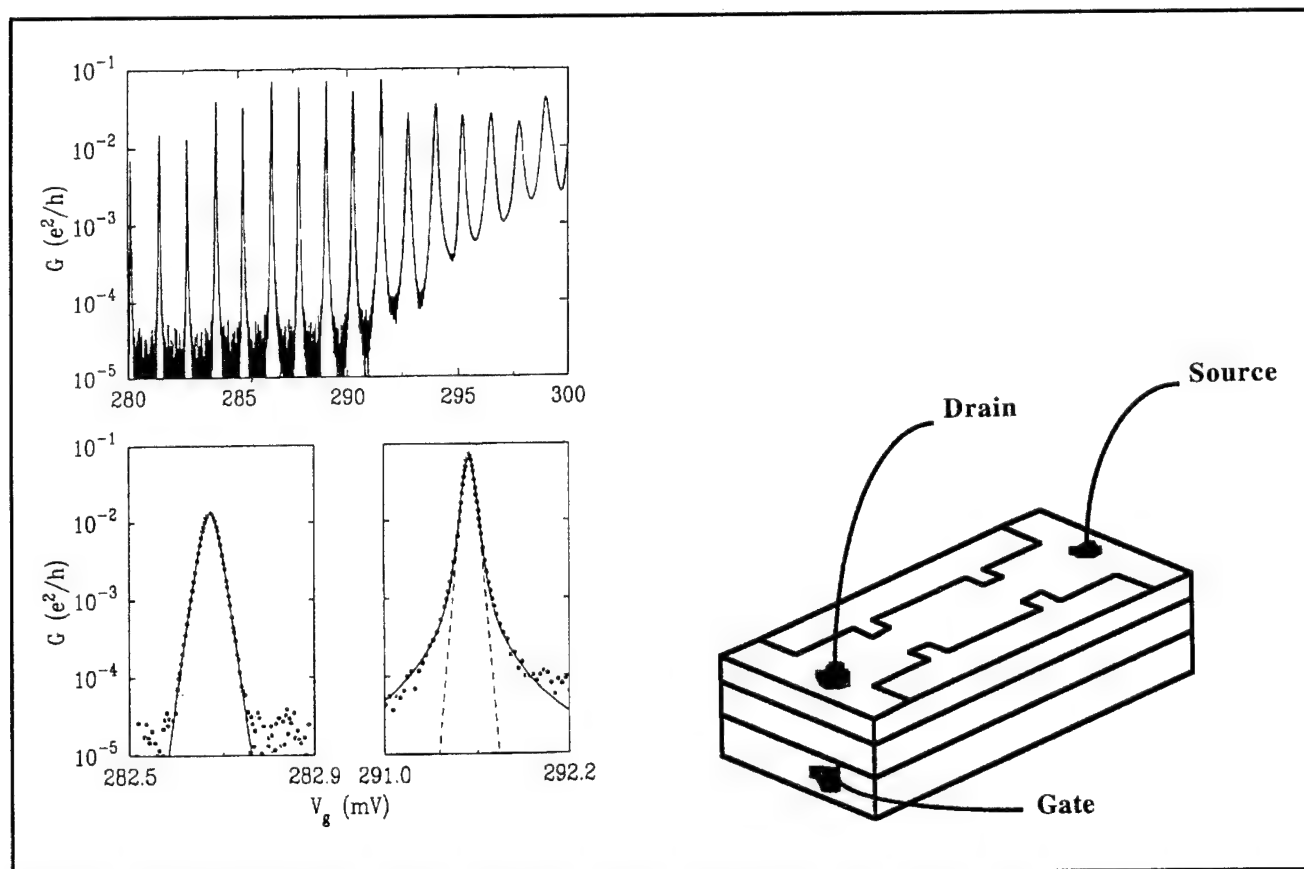 10⁻¹
10⁻²
10⁻³
10⁻⁴
10⁻⁵
G (e²/h)
280 285 290 295 300
10⁻¹
10⁻²
10⁻³
10⁻⁴
10⁻⁵
G (e²/h)
282.5 282.9 291.0 292.2
V_g (mV)
Source
Drain
Gate